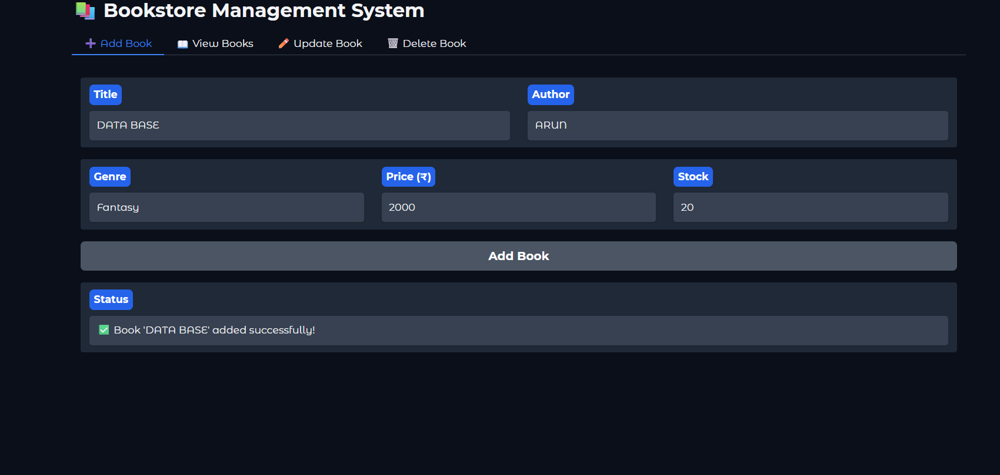 Bookstore Management System
Add Book View Books Update Book Delete Book
Title Author
DATA BASE ARUN
Genre Price (₹) Stock
Fantasy 2000 20
Add Book
Status
✅ Book 'DATA BASE' added successfully!